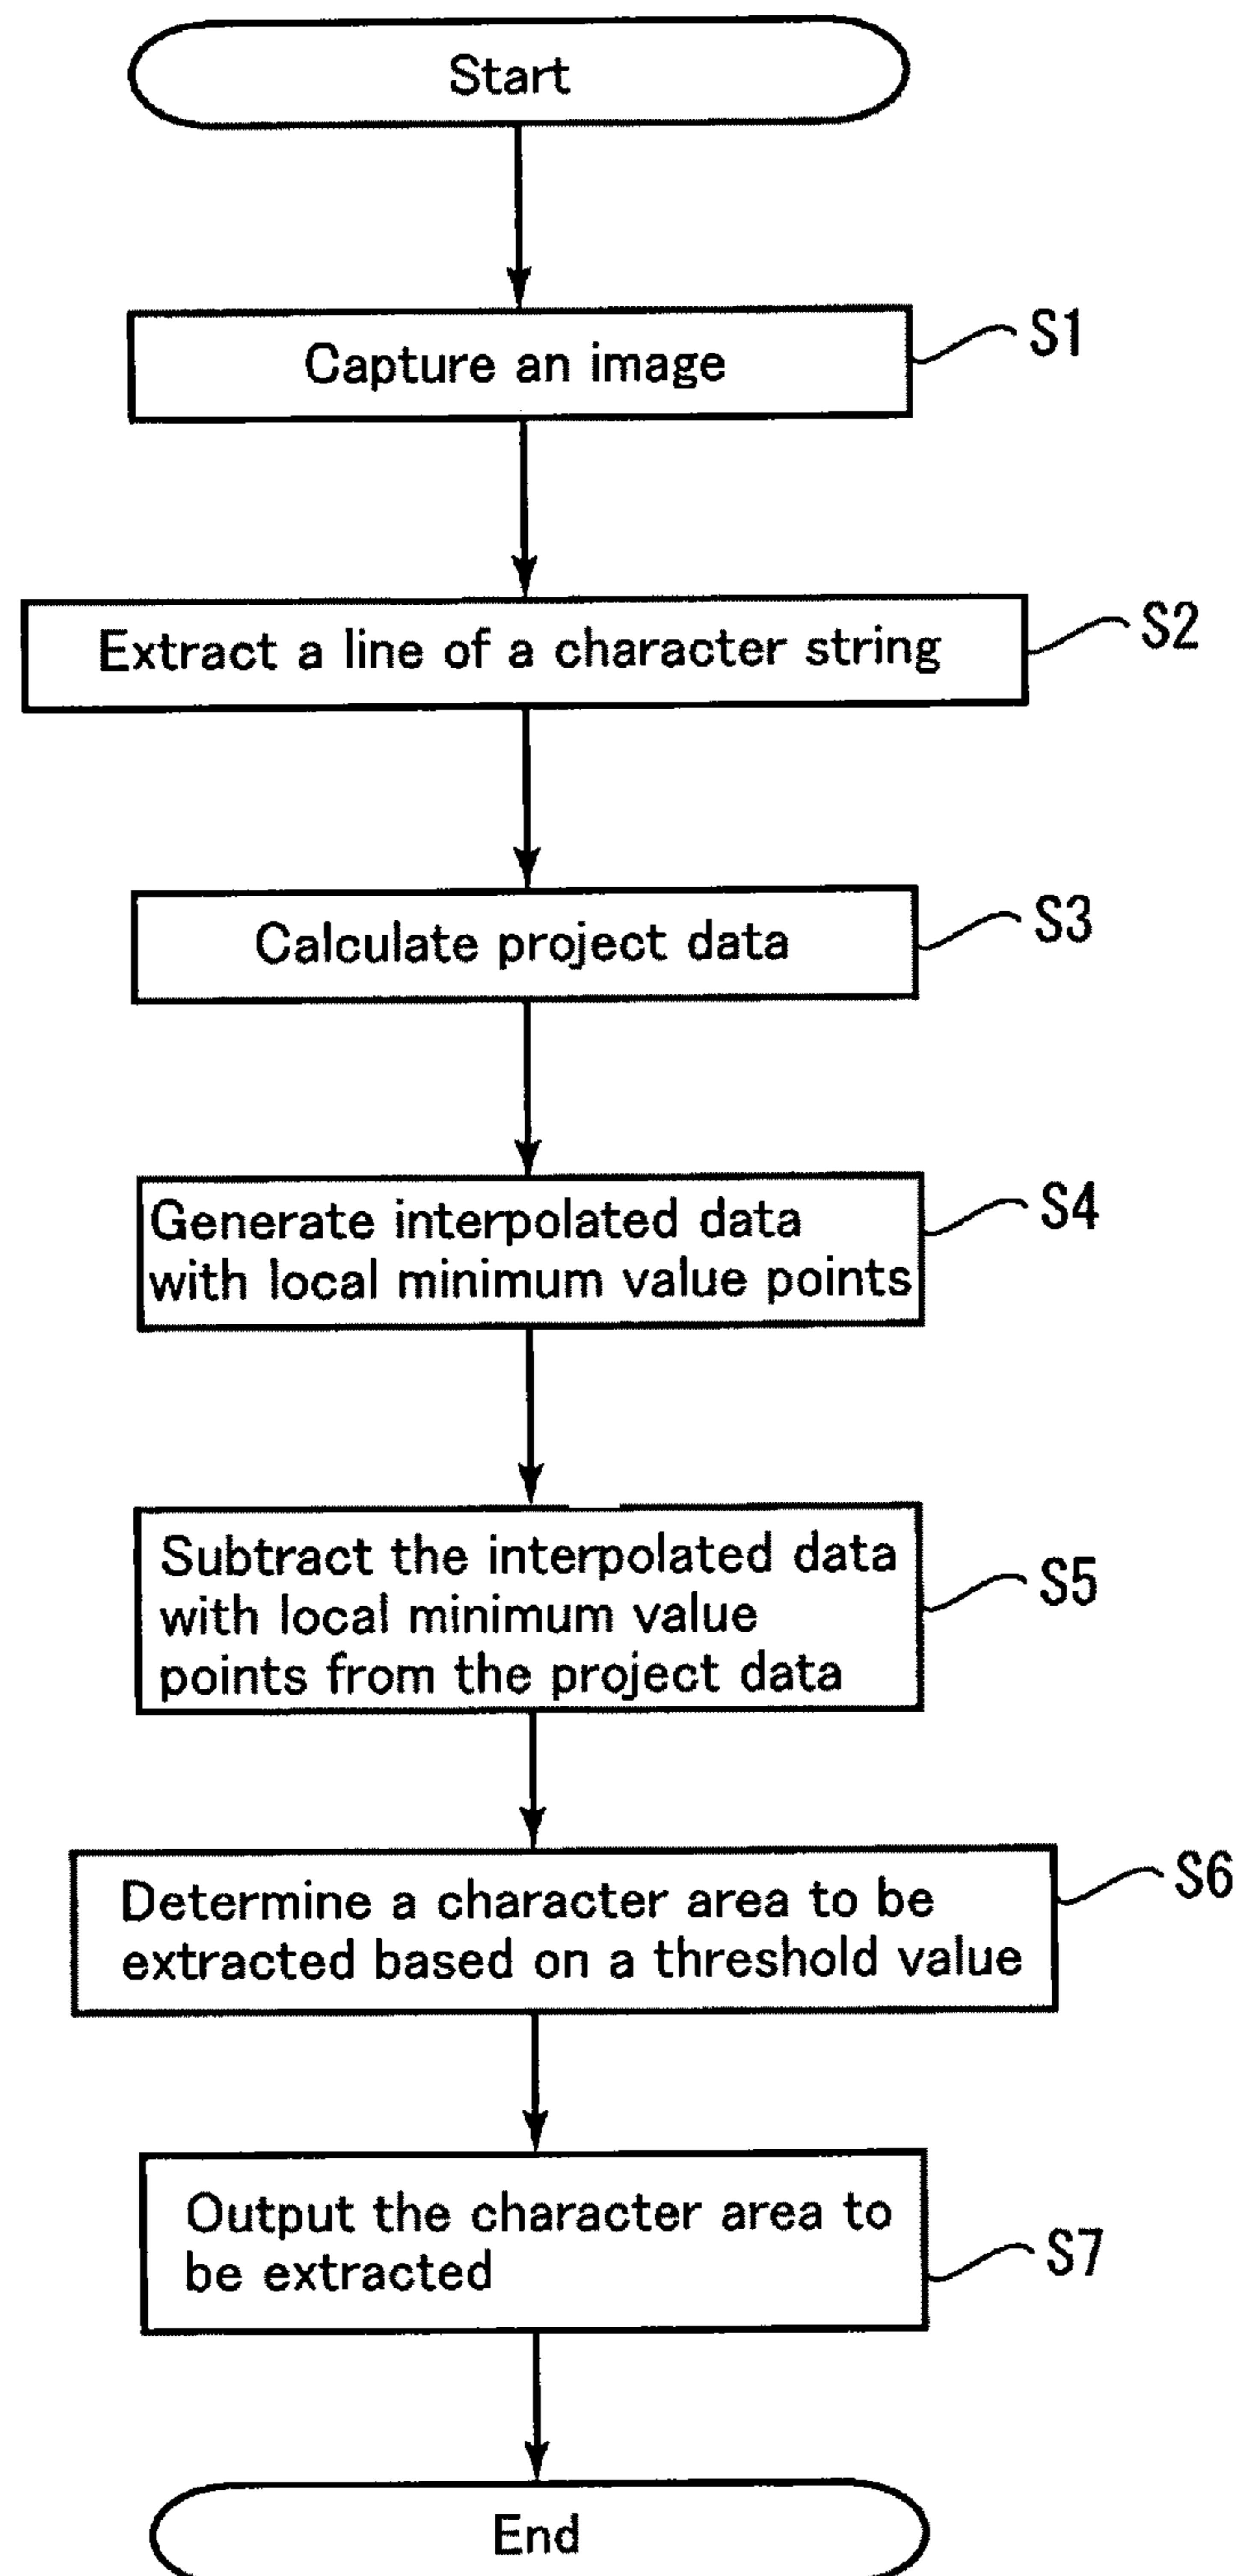 Start
Capture an image
S1
Extract a line of a character string
S2
Calculate project data
S3
Generate interpolated data
with local minimum value points
S4
Subtract the interpolated data
with local minimum value
points from the project data
S5
Determine a character area to be
extracted based on a threshold value
S6
Output the character area to
be extracted
S7
End